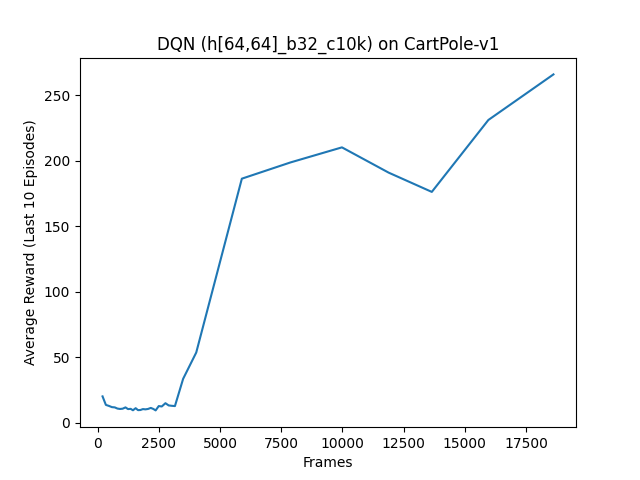 DQN (h[64,64]_b32_c10k) on CartPole-v1
250
200
150
100
50
0
Average Reward (Last 10 Episodes)
0 2500 5000 7500 10000 12500 15000 17500
Frames